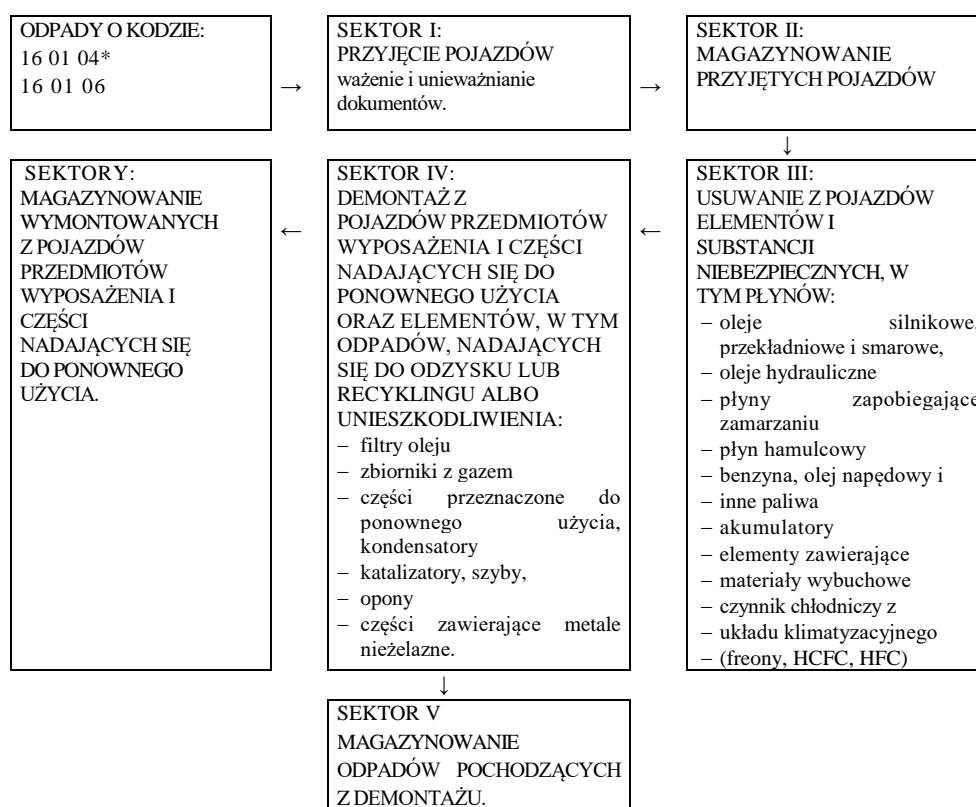 ODPADY O KODZIE:
16 01 04*
16 01 06
→
SEKTOR I:
PRZYJĘCIE POJAZDÓW
ważenie i unieważnianie
dokumentów.
→
SEKTOR II:
MAGAZYNOWANIE
PRZYJĘTYCH POJAZDÓW
↓
SEKTOR III:
USUWANIE Z POJAZDÓW
ELEMENTÓW I
SUBSTANCJI
NIEBEZPIECZNYCH, W
TYM PŁYNÓW:
– oleje silnikowe,
przekładniowe i smarowe,
– oleje hydrauliczne
– płyny zapobiegające
zamarzaniu
– płyn hamulcowy
– benzyna, olej napędowy i
– inne paliwa
– akumulatory
– elementy zawierające
– materiały wybuchowe
– czynnik chłodniczy z
– układu klimatyzacyjnego
– (freony, HCFC, HFC)
←
SEKTOR IV:
DEMONTAŻ Z
POJAZDÓW PRZEDMIOTÓW
WYPOSAŻENIA I CZĘŚCI
NADAJĄCYCH SIĘ DO
PONOWNEGO UŻYCIA
ORAZ ELEMENTÓW, W TYM
ODPADÓW, NADAJĄCYCH
SIĘ DO ODZYSKU LUB
RECYKLINGU ALBO
UNIESZKODLIWIENIA:
– filtry oleju
– zbiorniki z gazem
– części przeznaczone do
ponownego użycia,
kondensatory
– katalizatory, szyby,
– opony
– części zawierające metale
nieżelazne.
←
SEKTORY:
MAGAZYNOWANIE
WYMONTOWANYCH
Z POJAZDÓW
PRZEDMIOTÓW
WYPOSAŻENIA I
CZĘŚCI
NADAJĄCYCH SIĘ
DO PONOWNEGO
UŻYCIA.
↓
SEKTOR V
MAGAZYNOWANIE
ODPADÓW POCHODZĄCYCH
Z DEMONTAŻU.